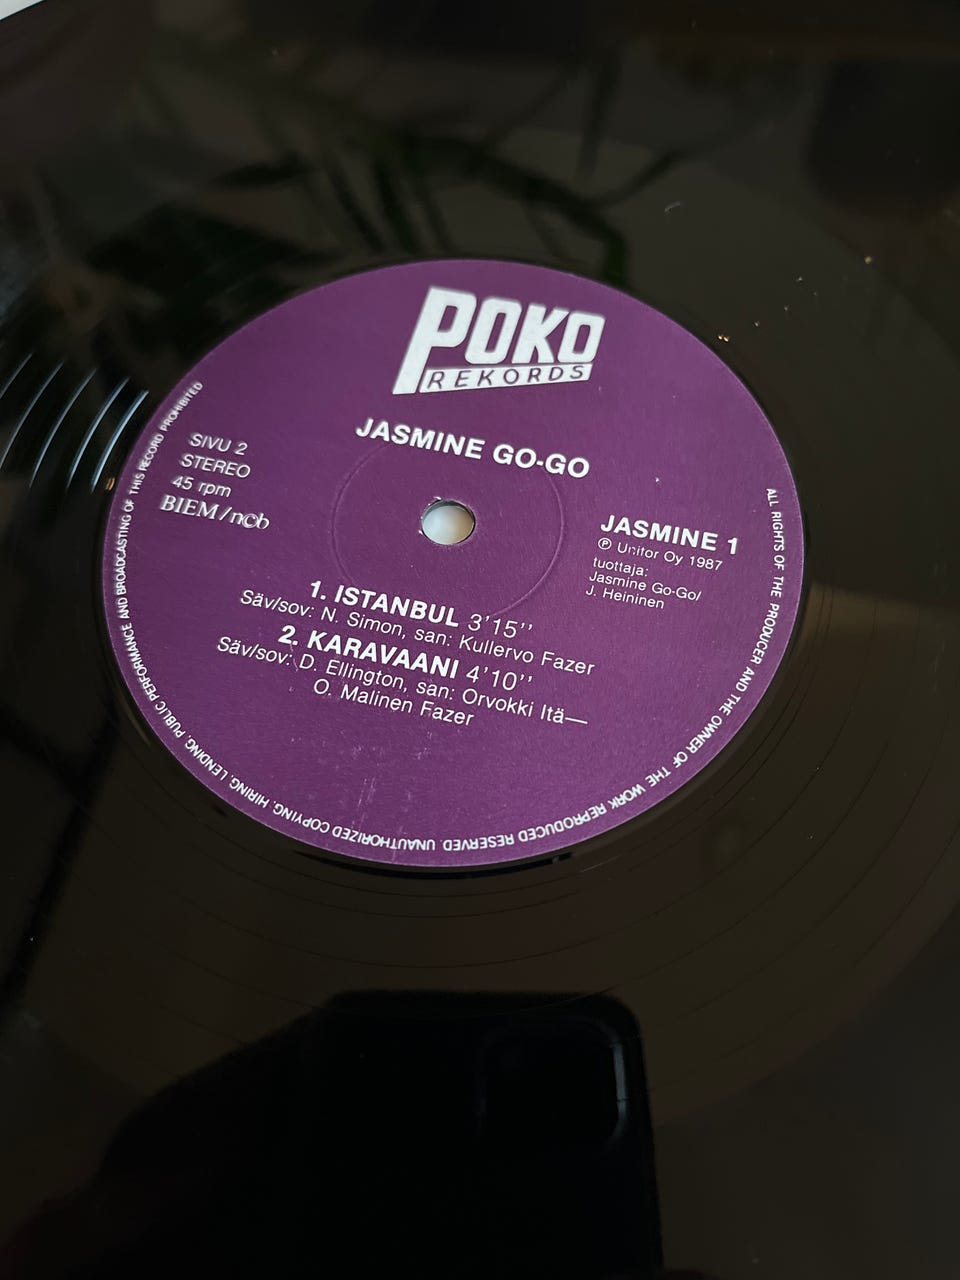 POKO
REKORDS
JASMINE GO-GO
SIVU 2
STEREO
45 rpm
BIEM/ncb
JASMINE 1
℗ Unitor Oy 1987
tuottaja:
Jasmine Go-Go/
J. Heininen
1. ISTANBUL 3'15''
Säv/sov: N. Simon, san: Kullervo Fazer
2. KARAVAANI 4'10''
Säv/sov: D. Ellington, san: Orvokki Itä—
O. Malinen Fazer
ALL RIGHTS OF THE PRODUCER AND THE OWNER OF THE WORK REPRODUCED RESERVED. UNAUTHORIZED COPYING, HIRING, LENDING, PUBLIC PERFORMANCE AND BROADCASTING OF THIS RECORD PROHIBITED